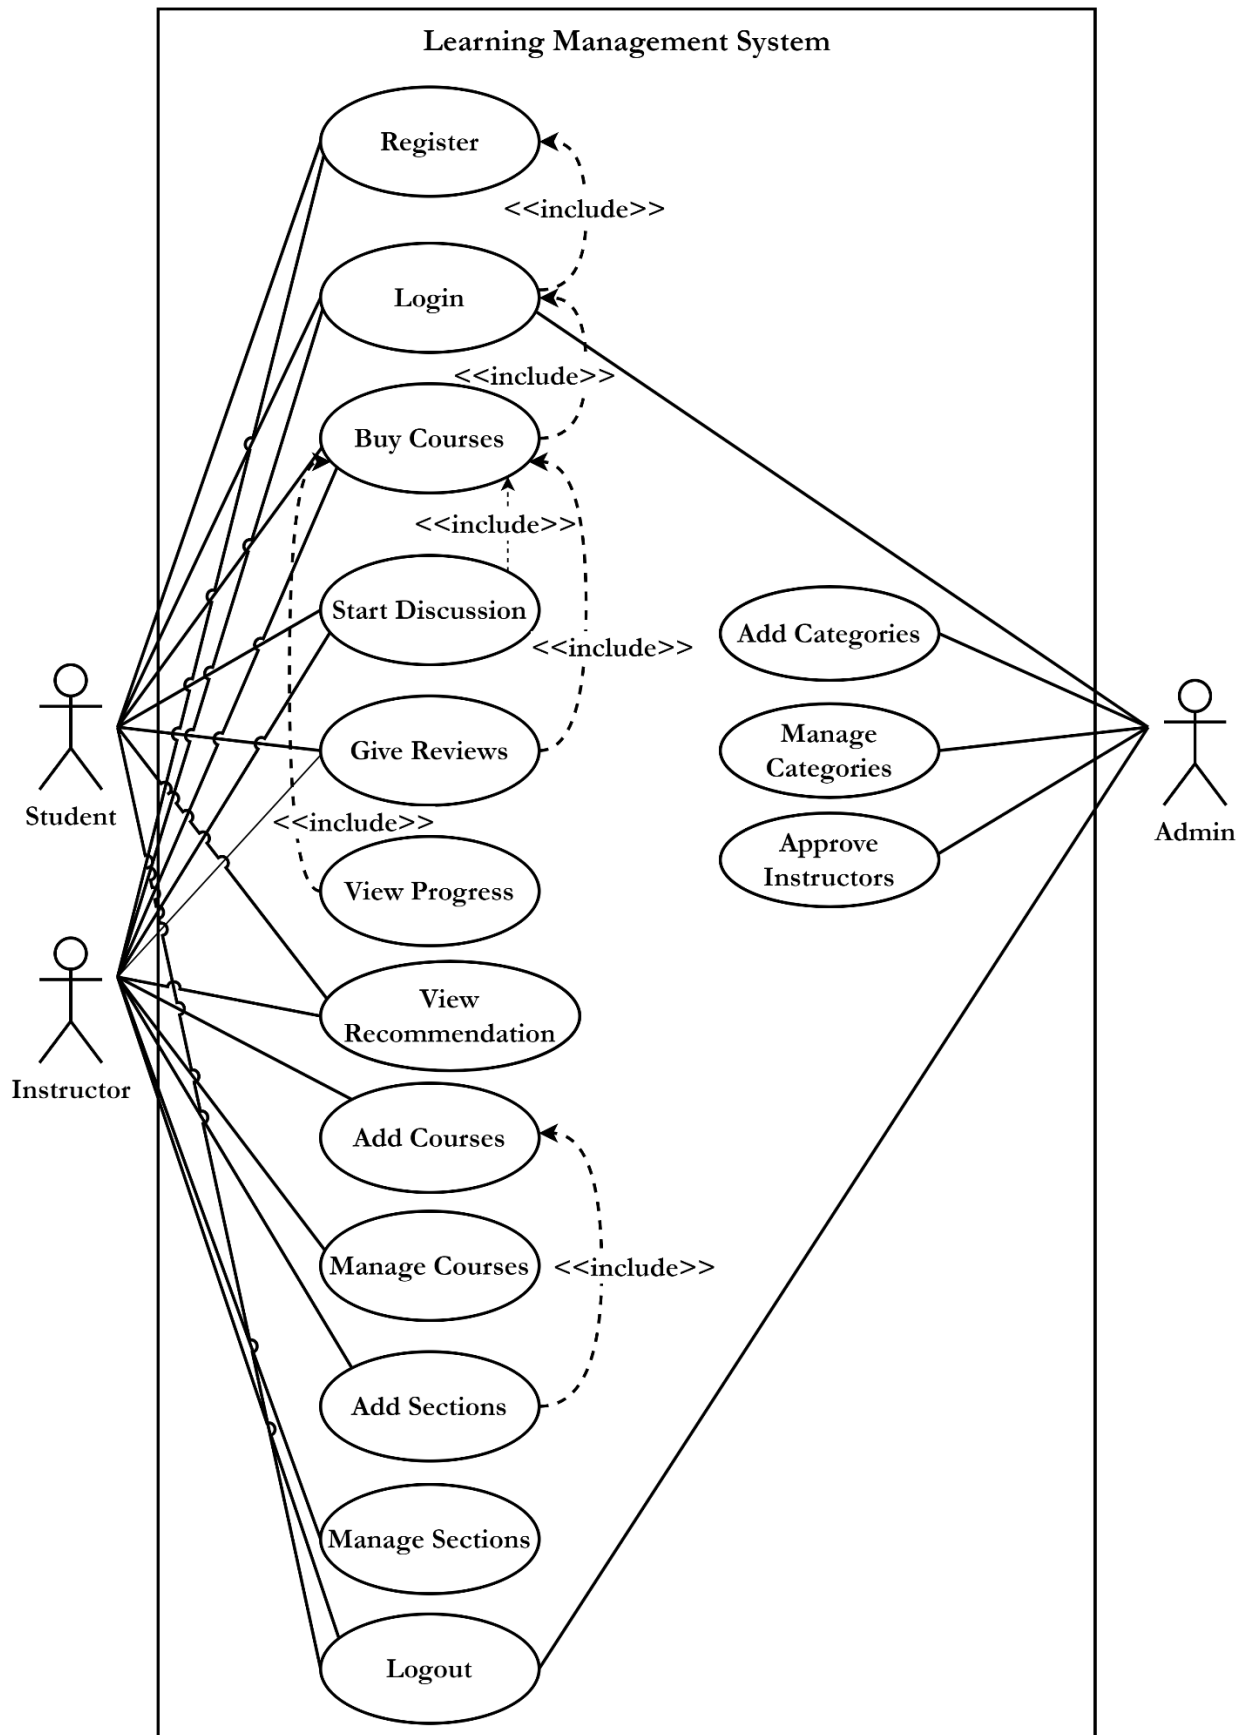 Learning Management System
Register
<<include>>
Login
<<include>>
Buy Courses
<<include>>
Start Discussion
<<include>>
Add Categories
Give Reviews
Manage
Categories
Student
<<include>>
Admin
Approve
Instructors
View Progress
View
Recommendation
Instructor
Add Courses
Manage Courses
<<include>>
Add Sections
Manage Sections
Logout